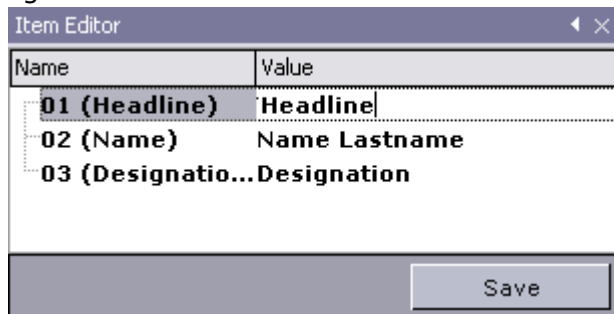 Item Editor
Name Value
01 (Headline) Headline
02 (Name) Name Lastname
03 (Designatio... Designation
Save